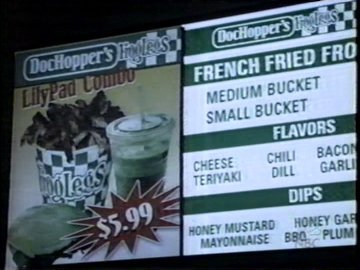 DocHopper's FrogLegs
LilyPad Combo
FrogLegs
$5.99
DocHopper's FrogLegs
FRENCH FRIED FRO
MEDIUM BUCKET
SMALL BUCKET
FLAVORS
CHEESE CHILI BACON
TERIYAKI DILL GARLI
DIPS
HONEY MUSTARD HONEY GAR
MAYONNAISE BBQ PLUM
NBC